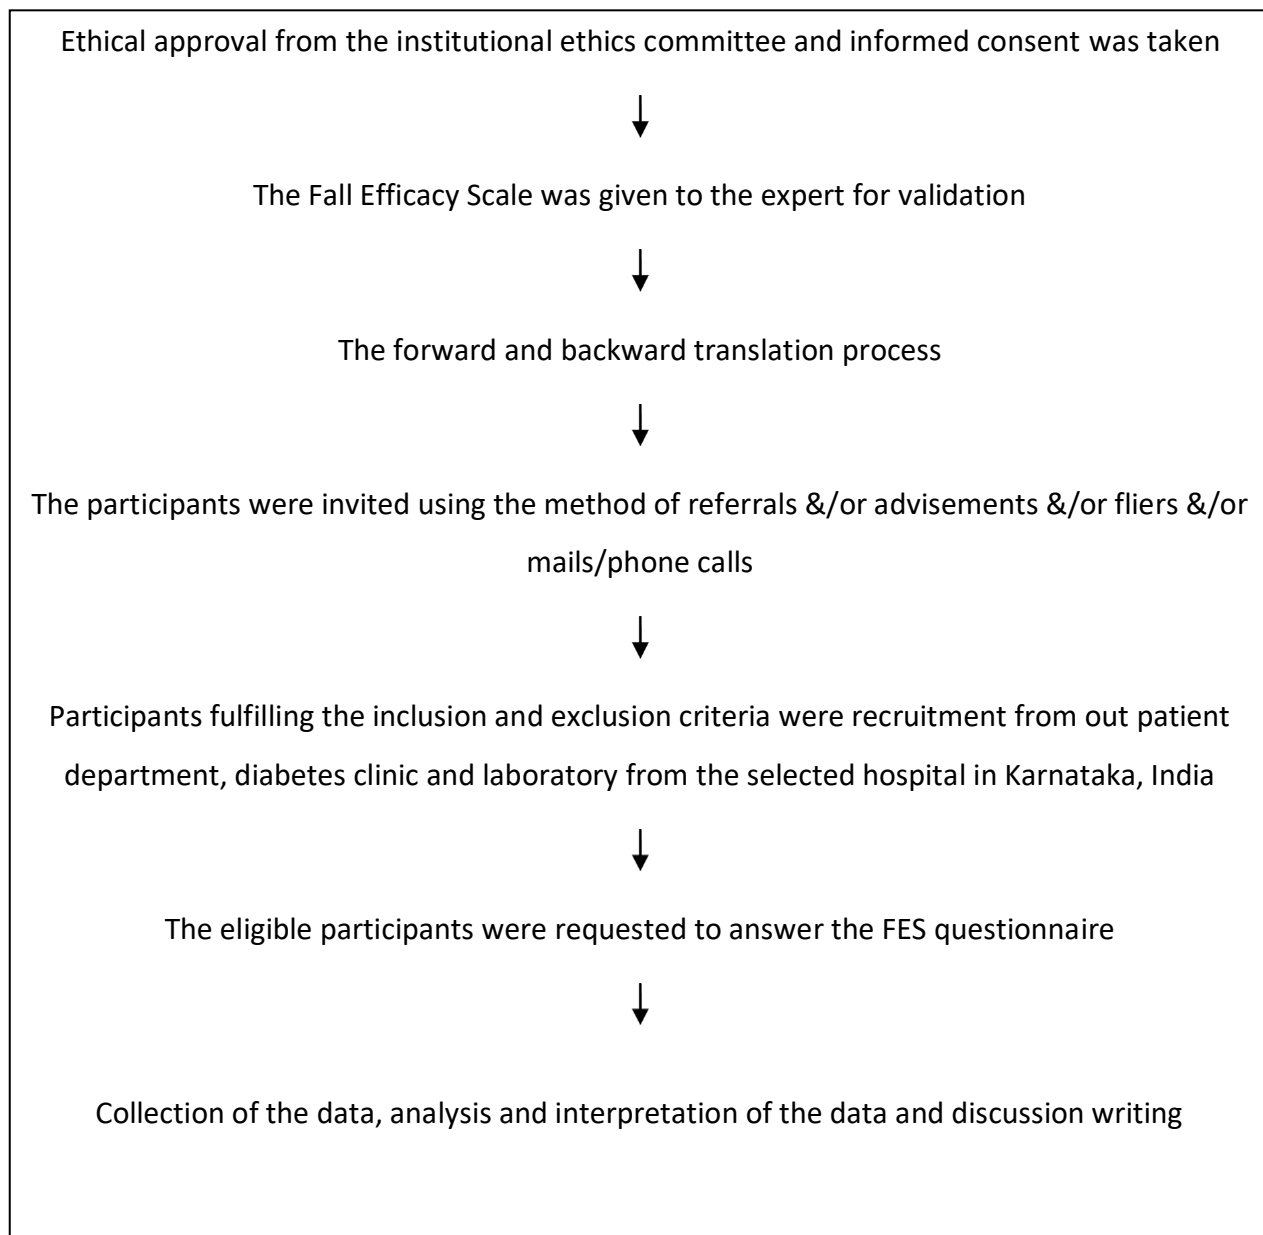 Ethical approval from the institutional ethics committee and informed consent was taken
The Fall Efficacy Scale was given to the expert for validation
The forward and backward translation process
The participants were invited using the method of referrals &/or advisements &/or fliers &/or
mails/phone calls
Participants fulfilling the inclusion and exclusion criteria were recruitment from out patient
department, diabetes clinic and laboratory from the selected hospital in Karnataka, India
The eligible participants were requested to answer the FES questionnaire
Collection of the data, analysis and interpretation of the data and discussion writing